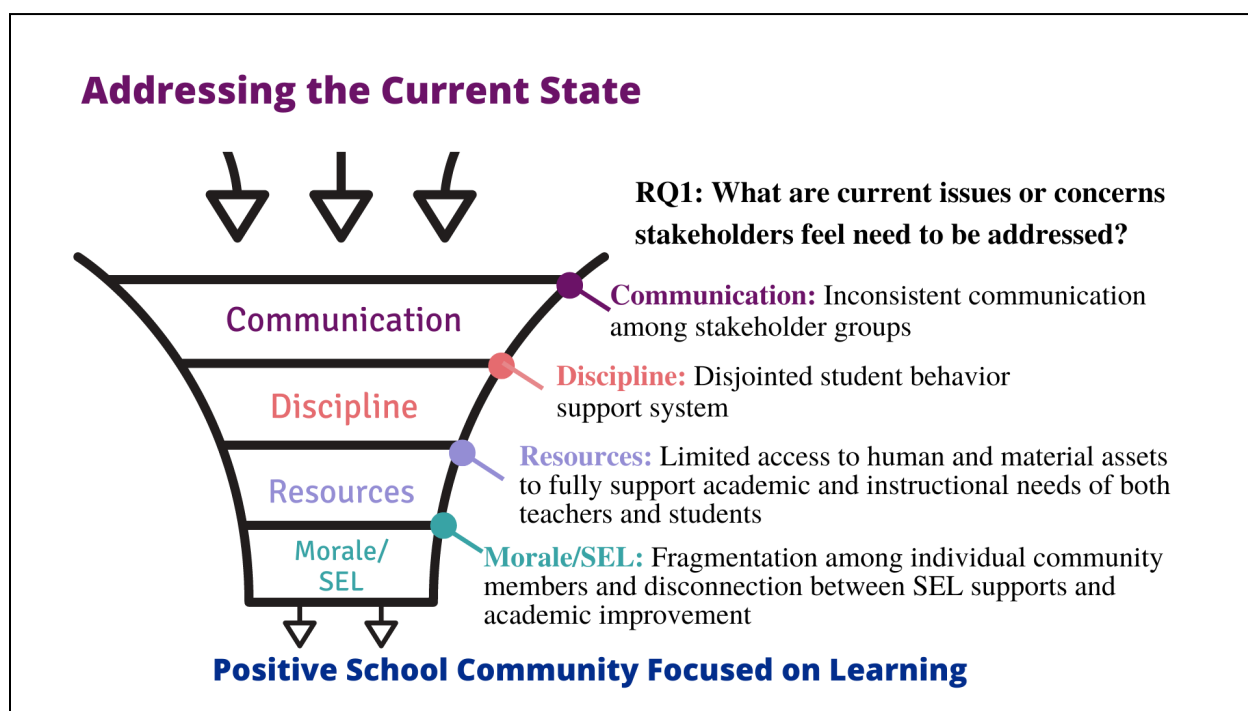 Addressing the Current State
RQ1: What are current issues or concerns
stakeholders feel need to be addressed?
Communication
Communication: Inconsistent communication
among stakeholder groups
Discipline
Discipline: Disjointed student behavior
support system
Resources
Resources: Limited access to human and material assets
to fully support academic and instructional needs of both
teachers and students
Morale/
SEL
Morale/SEL: Fragmentation among individual community
members and disconnection between SEL supports and
academic improvement
Positive School Community Focused on Learning